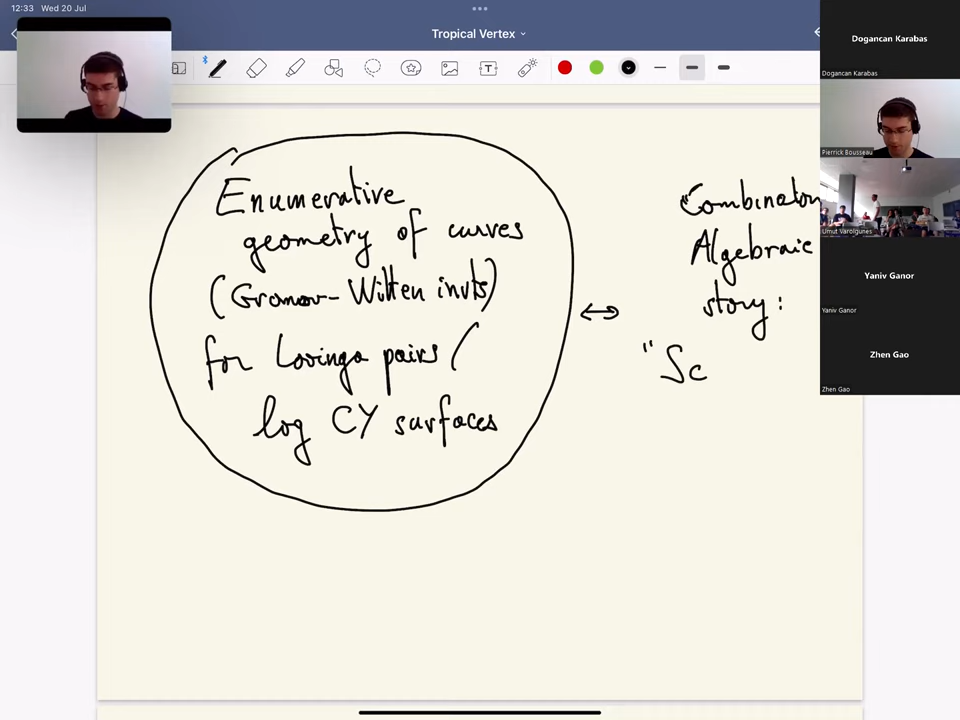 12:33 Wed 20 Jul
Tropical Vertex
Dogancan Karabas
Dogancan Karabas
Pierrick Bousseau
Umut Varolgunes
Yaniv Ganor
Yaniv Ganor
Zhen Gao
Zhen Gao
Enumerative
geometry of curves
(Gromov-Witten invts)
for Looijenga pairs /
log CY surfaces
↔
"Combinator
Algebraic
story:
"Sc